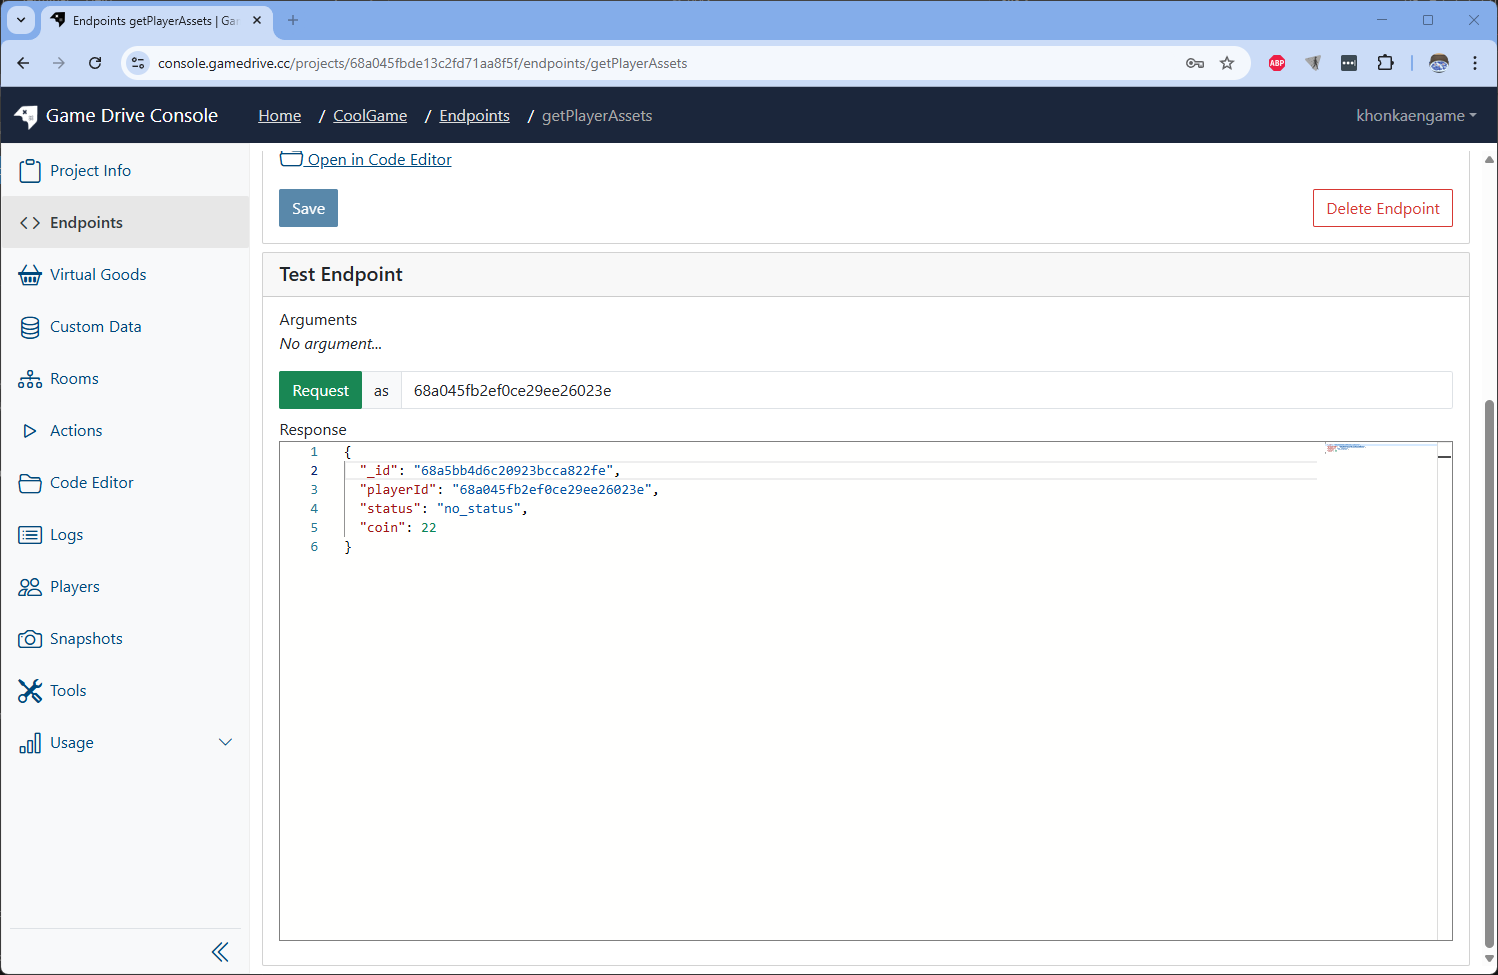 Endpoints getPlayerAssets | Ga
console.gamedrive.cc/projects/68a045fbde13c2fd71aa8f5f/endpoints/getPlayerAssets
ABP
Game Drive Console
Home / CoolGame / Endpoints / getPlayerAssets
khonkaengame
Project Info
Endpoints
Virtual Goods
Custom Data
Rooms
Actions
Code Editor
Logs
Players
Snapshots
Tools
Usage
Open in Code Editor
Save
Delete Endpoint
Test Endpoint
Arguments
No argument...
Request as 68a045fb2ef0ce29ee26023e
Response
1 {
2 "_id": "68a5bb4d6c20923bcca822fe",
3 "playerId": "68a045fb2ef0ce29ee26023e",
4 "status": "no_status",
5 "coin": 22
6 }